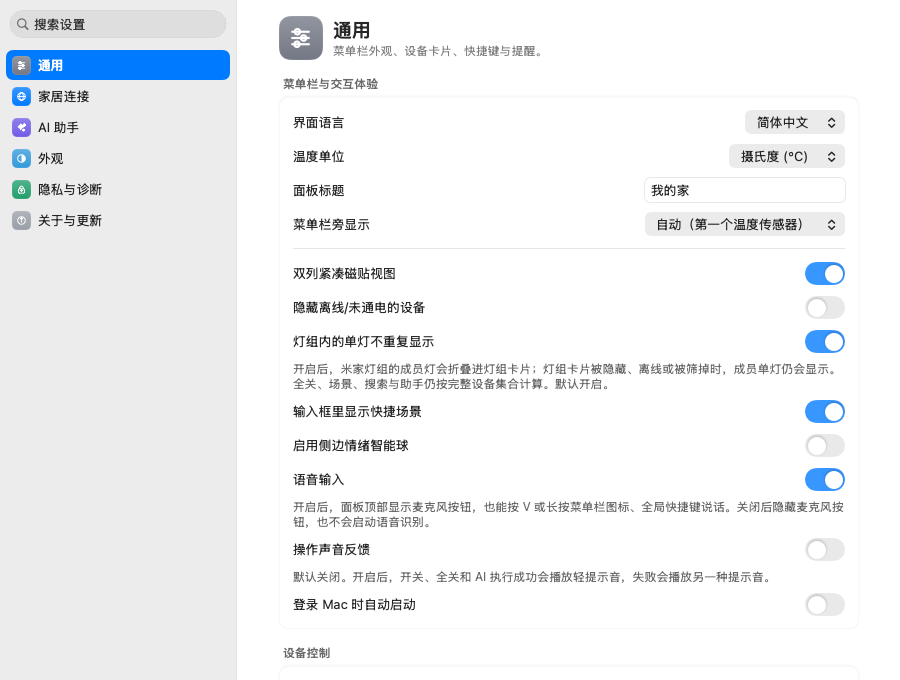 搜索设置
通用
家居连接
AI 助手
外观
隐私与诊断
关于与更新
通用
菜单栏外观、设备卡片、快捷键与提醒。
菜单栏与交互体验
界面语言
简体中文
温度单位
摄氏度 (°C)
面板标题
我的家
菜单栏旁显示
自动（第一个温度传感器）
双列紧凑磁贴视图
隐藏离线/未通电的设备
灯组内的单灯不重复显示
开启后，米家灯组的成员灯会折叠进灯组卡片；灯组卡片被隐藏、离线或被筛掉时，成员单灯仍会显示。
全关、场景、搜索与助手仍按完整设备集合计算。默认开启。
输入框里显示快捷场景
启用侧边情绪智能球
语音输入
开启后，面板顶部显示麦克风按钮，也能按 V 或长按菜单栏图标、全局快捷键说话。关闭后隐藏麦克风按
钮，也不会启动语音识别。
操作声音反馈
默认关闭。开启后，开关、全关和 AI 执行成功会播放轻提示音，失败会播放另一种提示音。
登录 Mac 时自动启动
设备控制